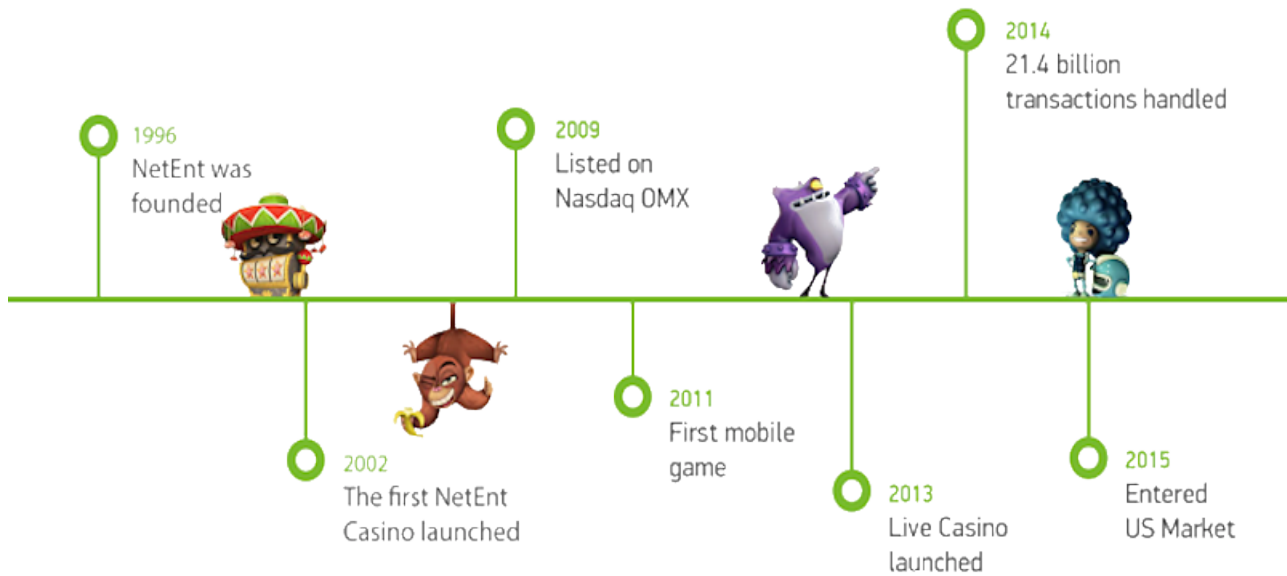 1996
NetEnt was
founded
2002
The first NetEnt
Casino launched
2009
Listed on
Nasdaq OMX
2011
First mobile
game
2013
Live Casino
launched
2014
21.4 billion
transactions handled
2015
Entered
US Market